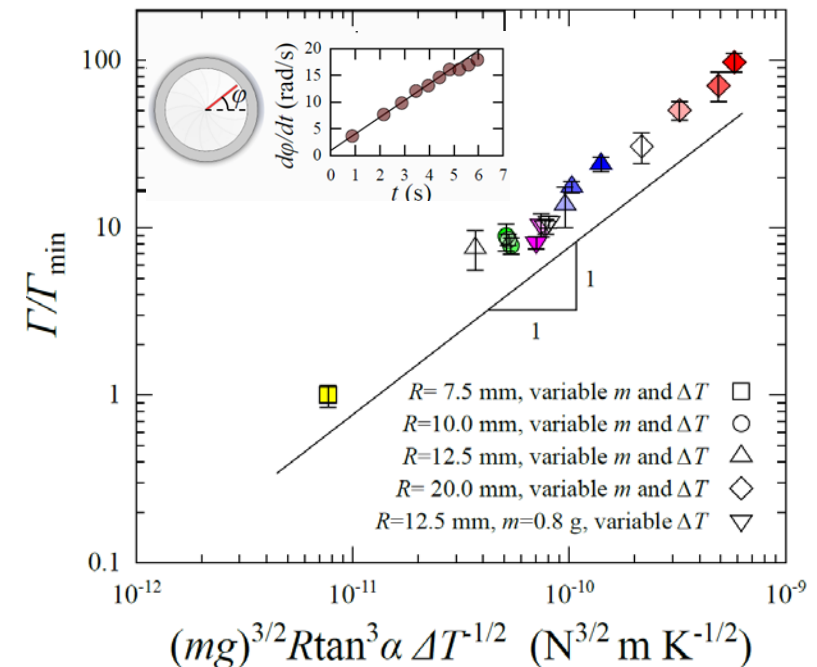 20
15
10
5
0
dφ/dt (rad/s)
0 1 2 3 4 5 6 7
t (s)
φ
100
10
1
0.1
Γ/Γmin
1
1
R= 7.5 mm, variable m and ΔT
R=10.0 mm, variable m and ΔT
R=12.5 mm, variable m and ΔT
R= 20.0 mm, variable m and ΔT
R=12.5 mm, m=0.8 g, variable ΔT
10-12 10-11 10-10 10-9
(mg)3/2Rtan3α ΔT-1/2 (N3/2 m K-1/2)